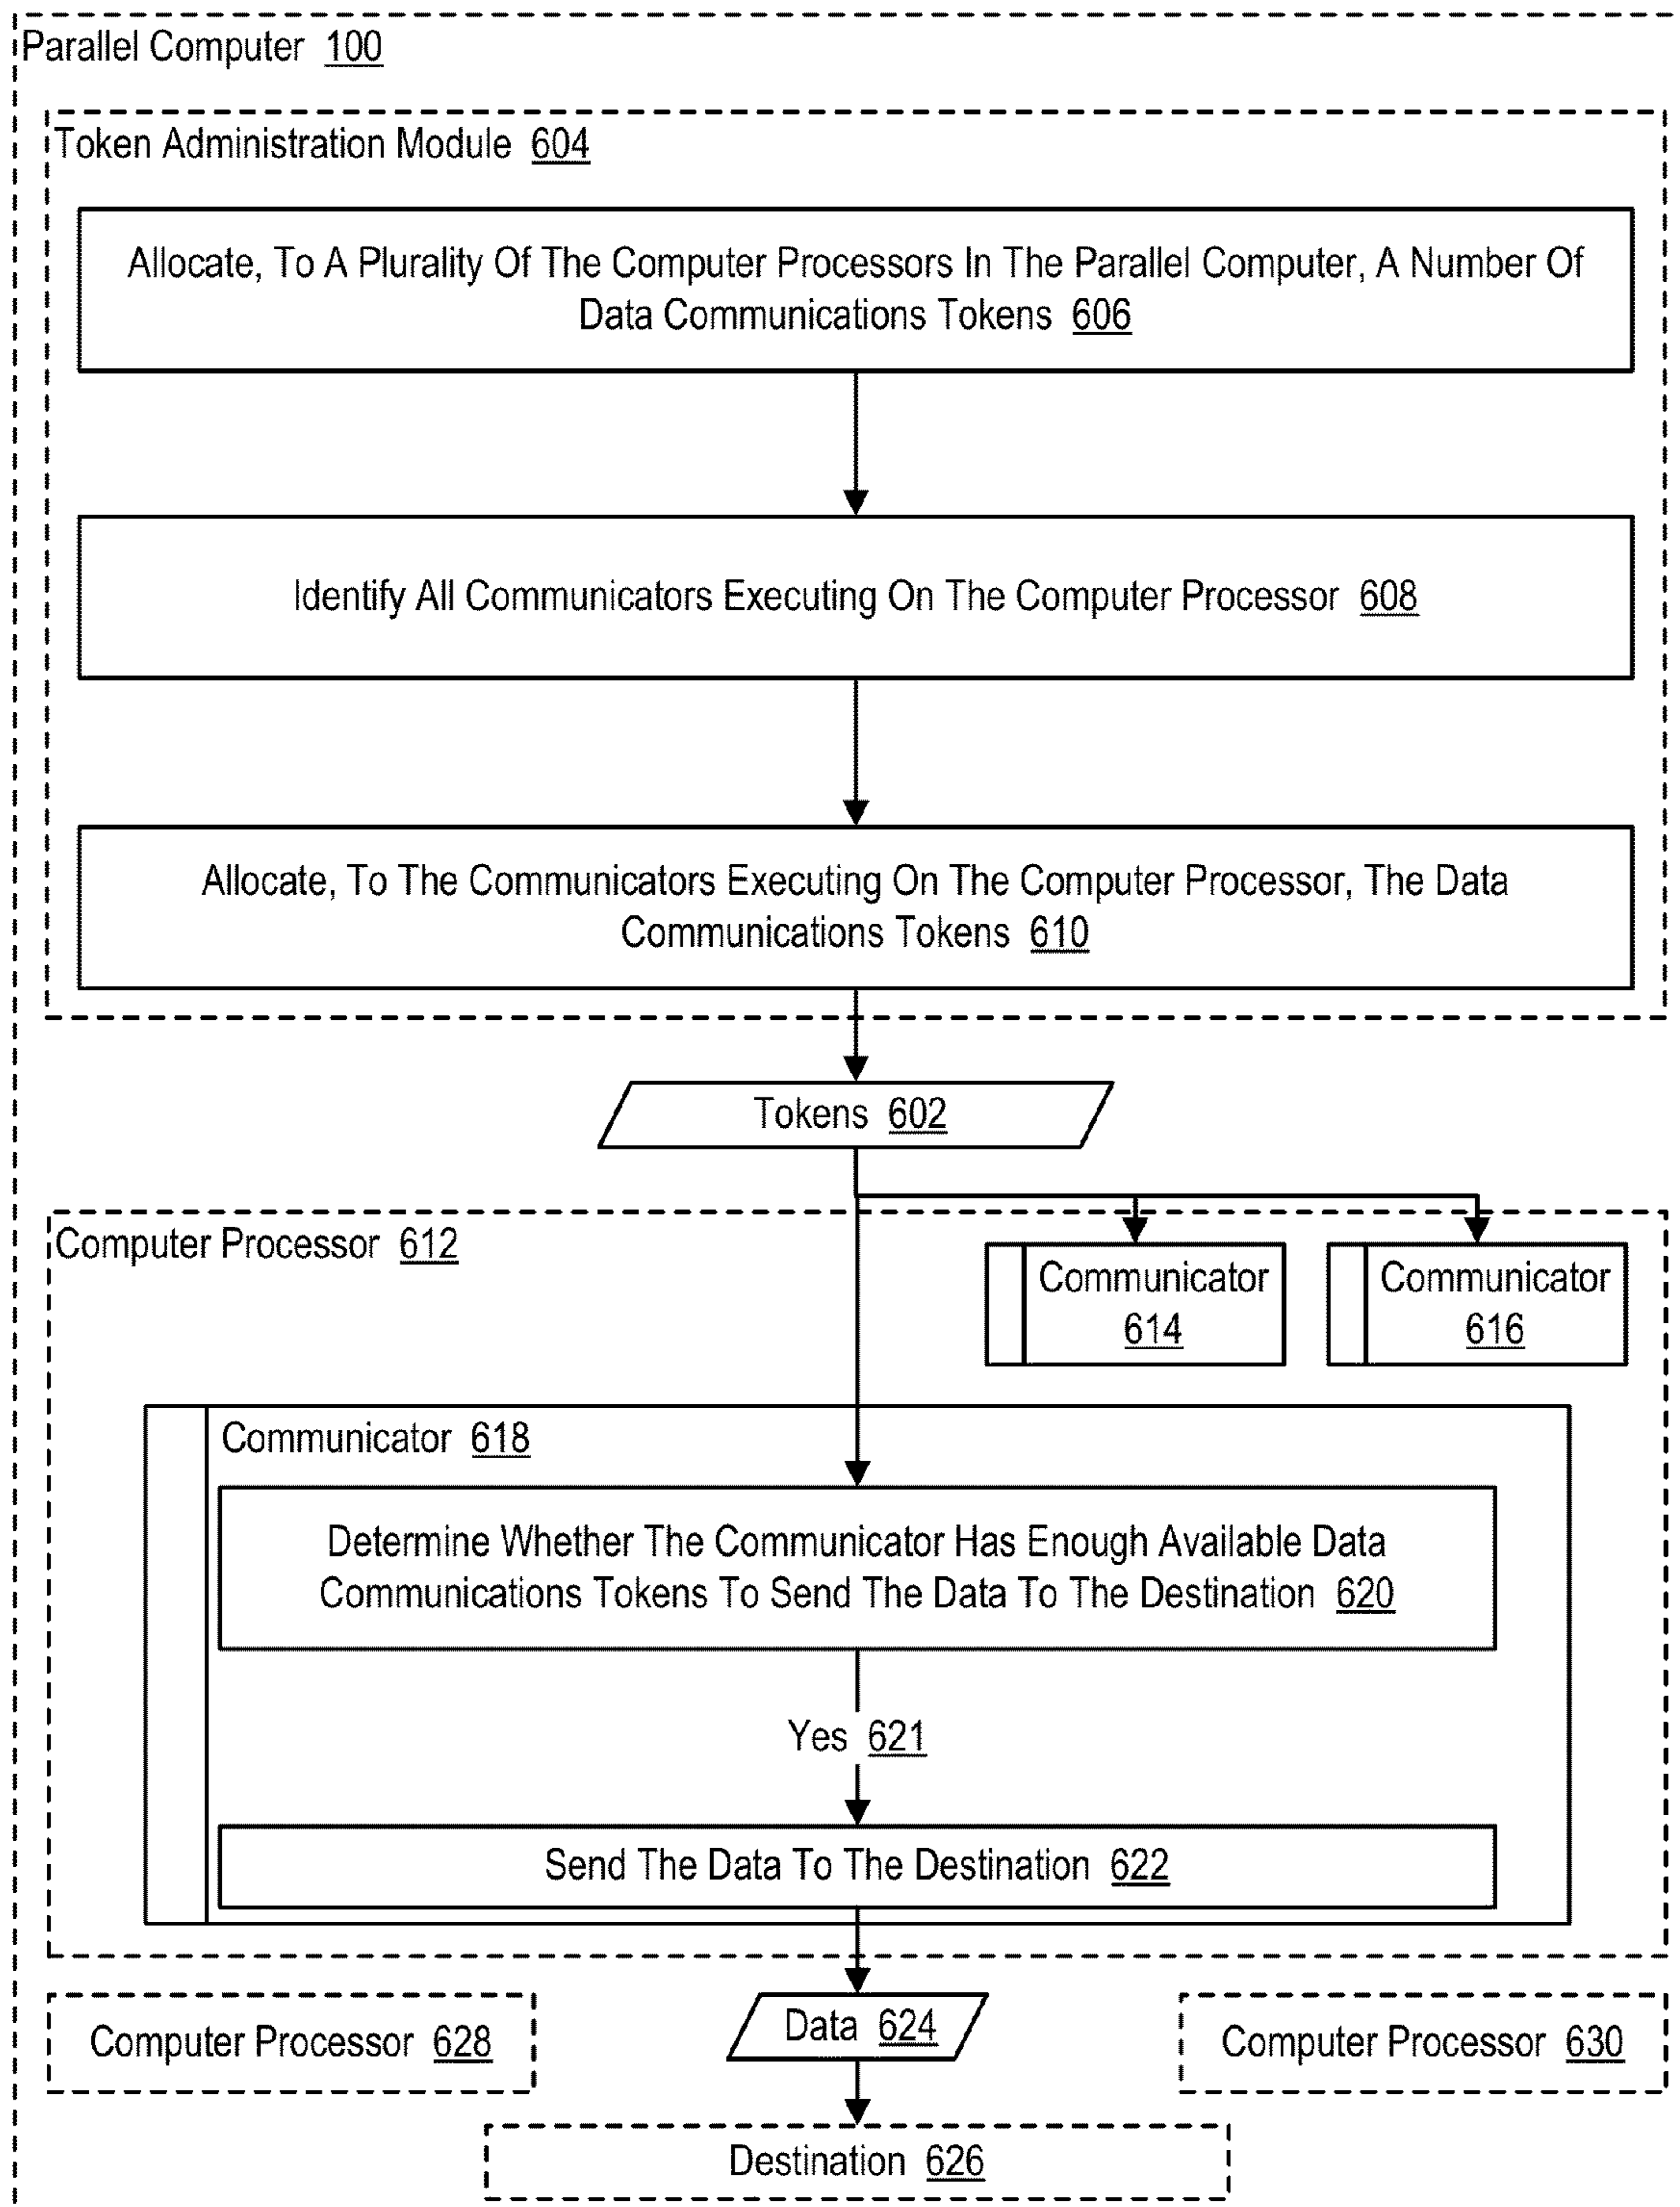 Parallel Computer 100
Token Administration Module 604
Allocate, To A Plurality Of The Computer Processors In The Parallel Computer, A Number Of
Data Communications Tokens 606
Identify All Communicators Executing On The Computer Processor 608
Allocate, To The Communicators Executing On The Computer Processor, The Data
Communications Tokens 610
Tokens 602
Computer Processor 612
Communicator
614
Communicator
616
Communicator 618
Determine Whether The Communicator Has Enough Available Data
Communications Tokens To Send The Data To The Destination 620
Yes 621
Send The Data To The Destination 622
Computer Processor 628
Data 624
Computer Processor 630
Destination 626